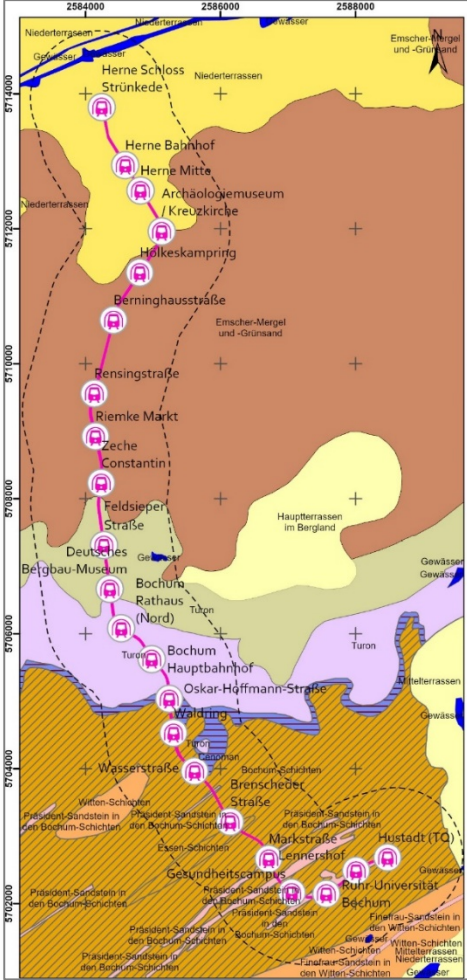 2584000
2586000
2588000
Niederterrassen
Niederterrassen
Gewässer
Emscher-Mergel
und -Grünsand
N
Gewässer
Herne Schloss
Strünkede
Niederterrassen
5714000
Herne Bahnhof
Herne Mitte
Archäologiemuseum
/ Kreuzkirche
Niederterrassen
5712000
Hölkeskampring
Berninghausstraße
Emscher-Mergel
und -Grünsand
5710000
Rensingstraße
Riemke Markt
Zeche
Constantin
5708000
Feldsieper
Straße
Hauptterrassen
im Bergland
Deutsches
Bergbau-Museum
Gewässer
Gewässer
Gewässer
Bochum
Rathaus
(Nord)
Turon
5706000
Turon
Bochum
Hauptbahnhof
Turon
Oskar-Hoffmann-Straße
Mittelterrassen
Waldring
Gewässer
Turon
Cenoman
5704000
Wasserstraße
Bochum-Schichten
Brenscheder
Straße
Witten-Schichten
Präsident-Sandstein in
den Bochum-Schichten
Präsident-Sandstein in
den Bochum-Schichten
Präsident-Sandstein in
den Bochum-Schichten
Essen-Schichten
Markstraße
Lennershof
Hustadt (TQ)
Gesundheitscampus
Gewässer
Ruhr-Universität
Bochum
5702000
Präsident-Sandstein in
den Bochum-Schichten
Präsident-Sandstein in
Präsident-Sandstein
in den
Bochum-Schichten
Finefrau-Sandstein in
den Witten-Schichten
Präsident-Sandstein in
den Bochum-Schichten
Gewässer
Witten-Schichten
Witten-Schichten
Mittelterrassen
Niederterrassen
Präsident-Sandstein in
den Bochum-Schichten
Finefrau-Sandstein in
den Witten-Schichten
Gewässer